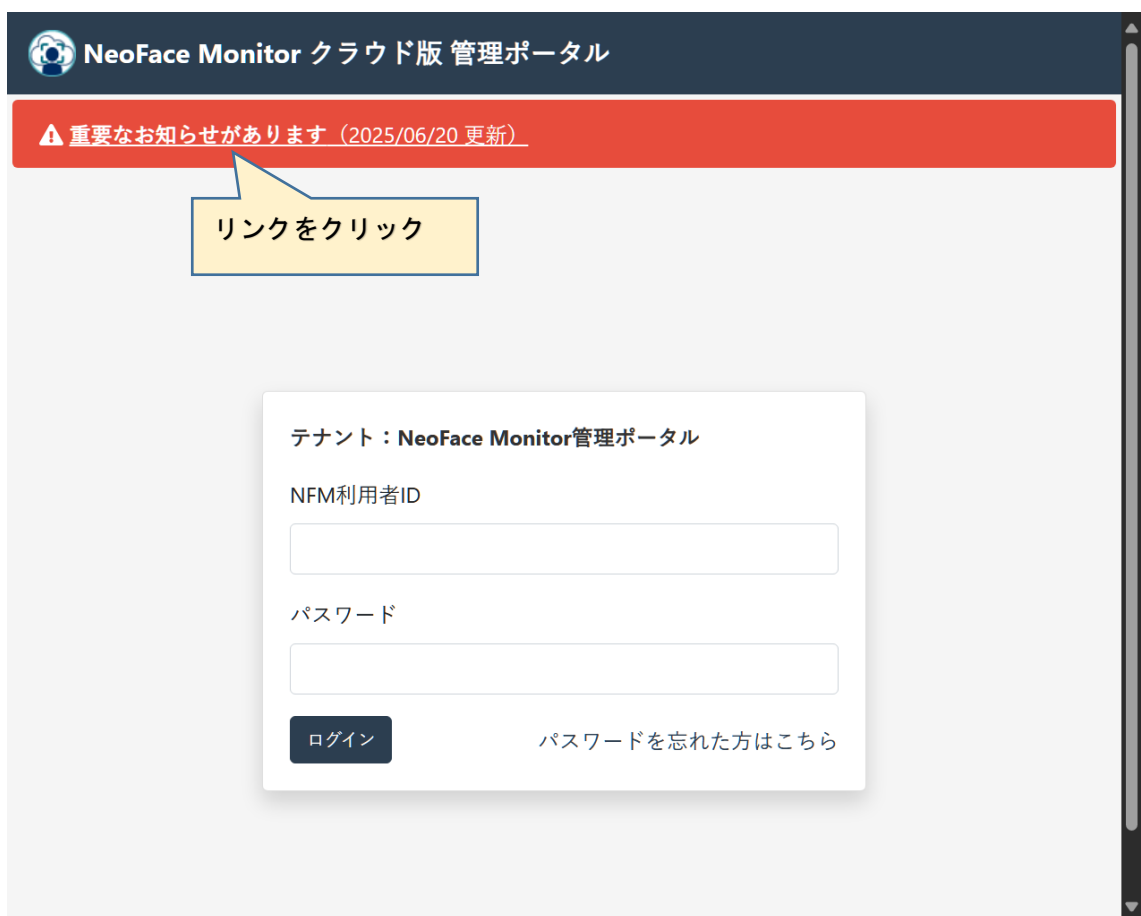 NeoFace Monitor クラウド版 管理ポータル
重要なお知らせがあります（2025/06/20 更新）
リンクをクリック
テナント：NeoFace Monitor管理ポータル
NFM利用者ID
パスワード
ログイン
パスワードを忘れた方はこちら